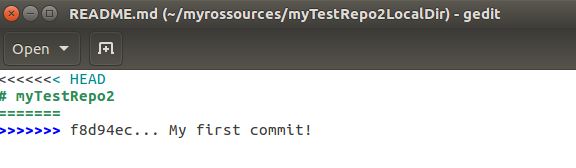 README.md (~/myrossources/myTestRepo2LocalDir) - gedit
Open
<<<<<<< HEAD
# myTestRepo2
=======
>>>>>>> f8d94ec... My first commit!